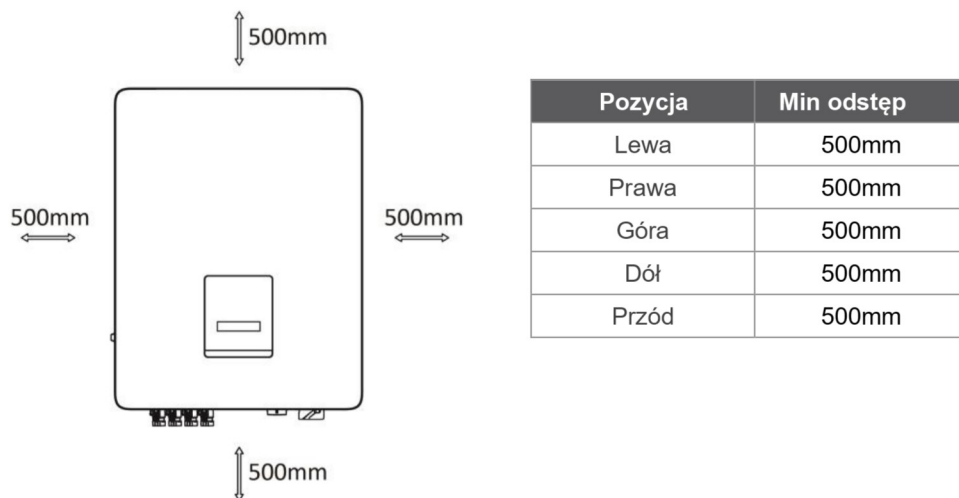 500mm
500mm
500mm
500mm
Pozycja Min odstęp
Lewa 500mm
Prawa 500mm
Góra 500mm
Dół 500mm
Przód 500mm